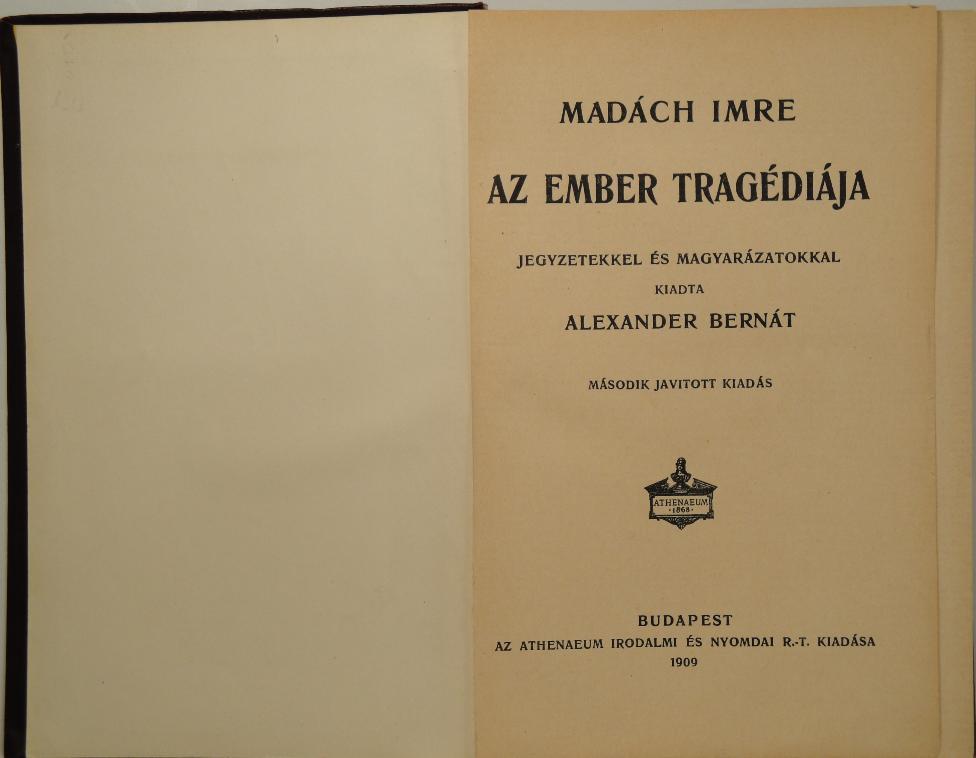 MADÁCH IMRE
AZ EMBER TRAGÉDIÁJA
JEGYZETEKKEL ÉS MAGYARÁZATOKKAL
KIADTA
ALEXANDER BERNÁT
MÁSODIK JAVITOTT KIADÁS
ATHENAEUM
·1868·
BUDAPEST
AZ ATHENAEUM IRODALMI ÉS NYOMDAI R.-T. KIADÁSA
1909